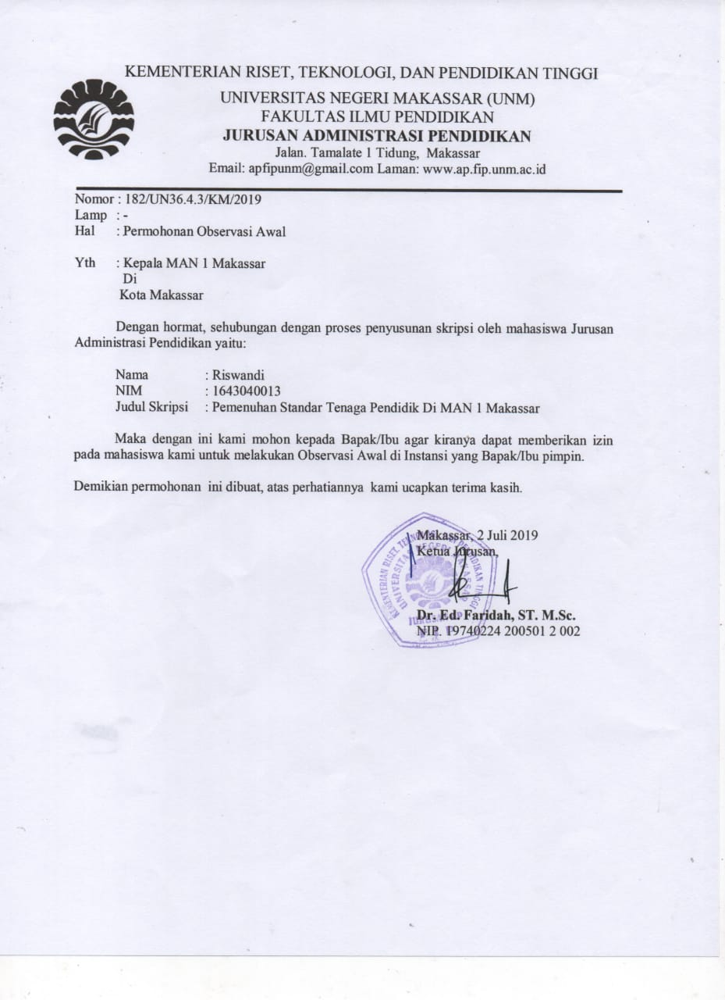 KEMENTERIAN RISET, TEKNOLOGI, DAN PENDIDIKAN TINGGI
UNIVERSITAS NEGERI MAKASSAR (UNM)
FAKULTAS ILMU PENDIDIKAN
JURUSAN ADMINISTRASI PENDIDIKAN
Jalan. Tamalate 1 Tidung, Makassar
Email: apfipunm@gmail.com Laman: www.ap.fip.unm.ac.id
Nomor : 182/UN36.4.3/KM/2019
Lamp : -
Hal : Permohonan Observasi Awal
Yth : Kepala MAN 1 Makassar
Di
Kota Makassar
Dengan hormat, sehubungan dengan proses penyusunan skripsi oleh mahasiswa Jurusan
Administrasi Pendidikan yaitu:
Nama : Riswandi
NIM : 1643040013
Judul Skripsi : Pemenuhan Standar Tenaga Pendidik Di MAN 1 Makassar
Maka dengan ini kami mohon kepada Bapak/Ibu agar kiranya dapat memberikan izin
pada mahasiswa kami untuk melakukan Observasi Awal di Instansi yang Bapak/Ibu pimpin.
Demikian permohonan ini dibuat, atas perhatiannya kami ucapkan terima kasih.
Makassar, 2 Juli 2019
Ketua Jurusan,
Dr. Ed. Faridah, ST. M.Sc.
NIP. 19740224 200501 2 002
KEMENTERIAN RISET, TEKNOLOGI PENDIDIKAN TINGGI
UNIVERSITAS NEGERI MAKASSAR
JURUSAN